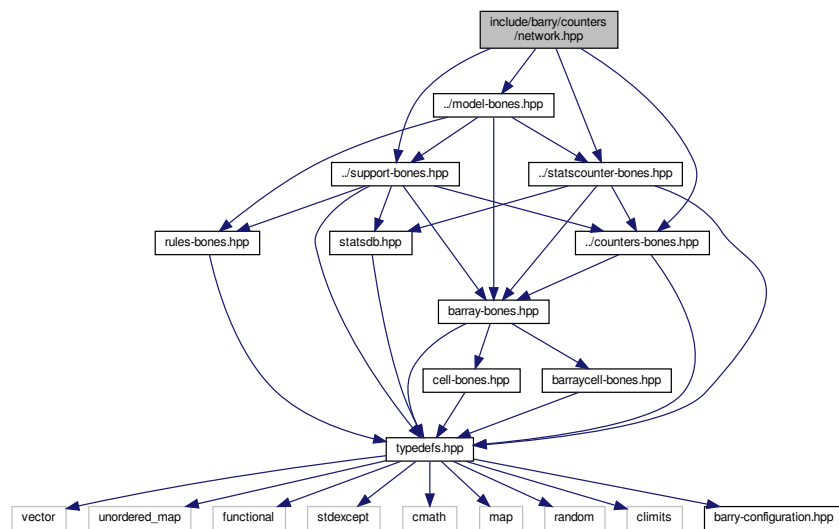 include/barry/counters
/network.hpp
../model-bones.hpp
../support-bones.hpp
../statscounter-bones.hpp
rules-bones.hpp
statsdb.hpp
../counters-bones.hpp
barray-bones.hpp
cell-bones.hpp
barraycell-bones.hpp
typedefs.hpp
vector
unordered_map
functional
stdexcept
cmath
map
random
climits
barry-configuration.hpp